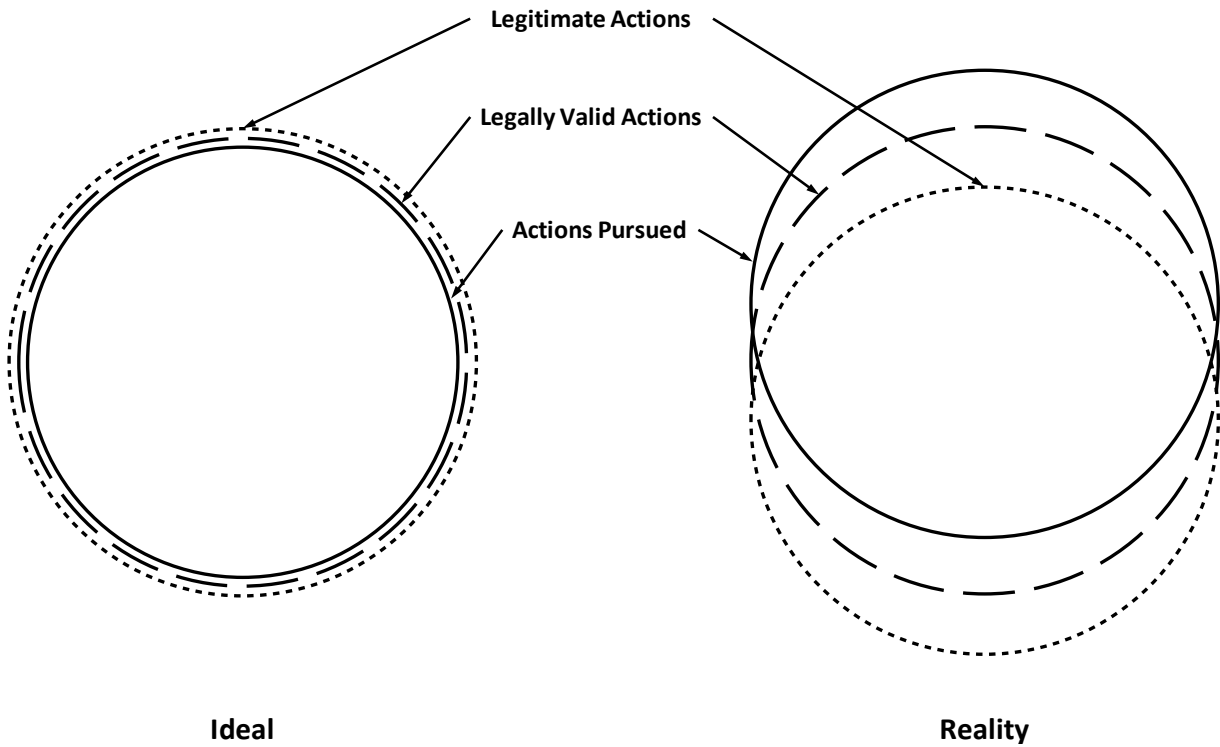 Legitimate Actions
Legally Valid Actions
Actions Pursued
Ideal
Reality